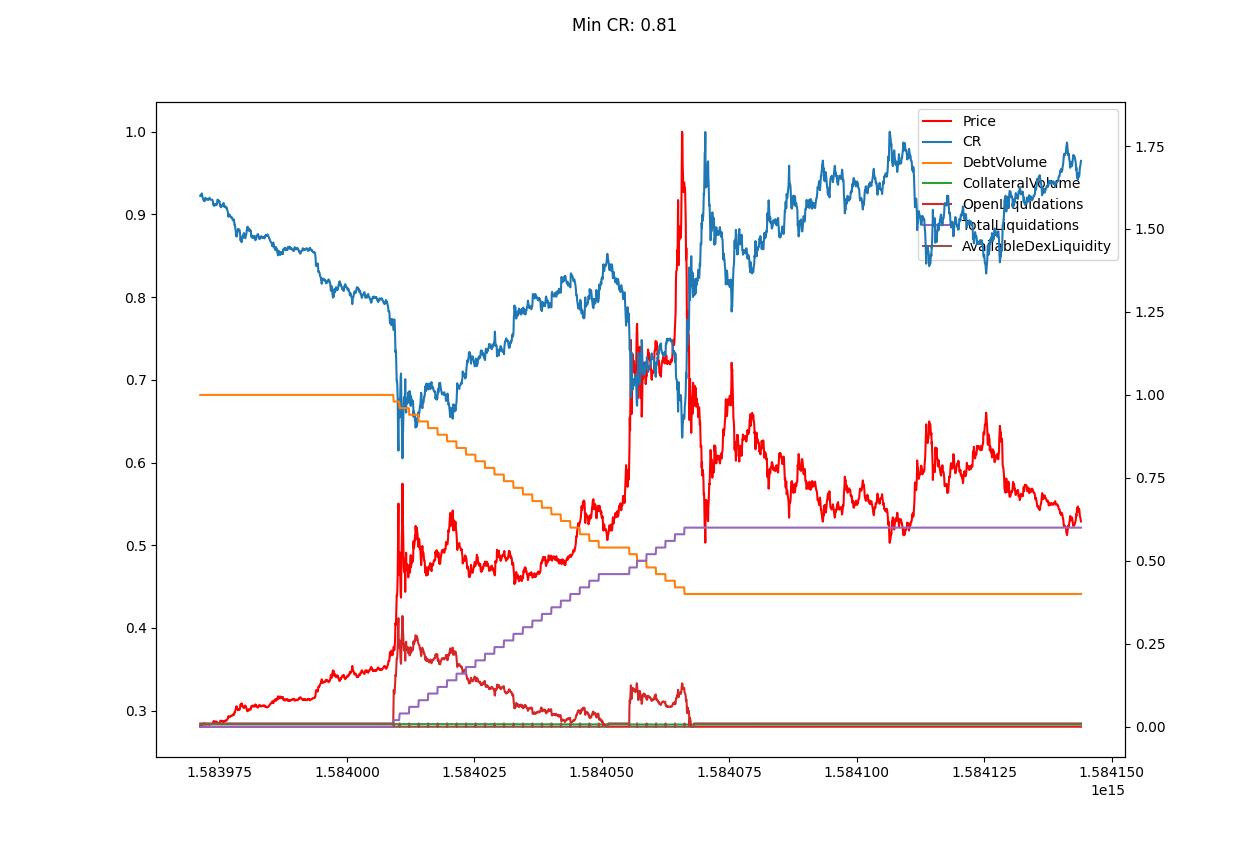 Min CR: 0.81
1.0
0.9
0.8
0.7
0.6
0.5
0.4
0.3
1.75
1.50
1.25
1.00
0.75
0.50
0.25
0.00
Price
CR
DebtVolume
CollateralVolume
OpenLiquidations
TotalLiquidations
AvailableDexLiquidity
1.583975 1.584000 1.584025 1.584050 1.584075 1.584100 1.584125 1.584150
1e15